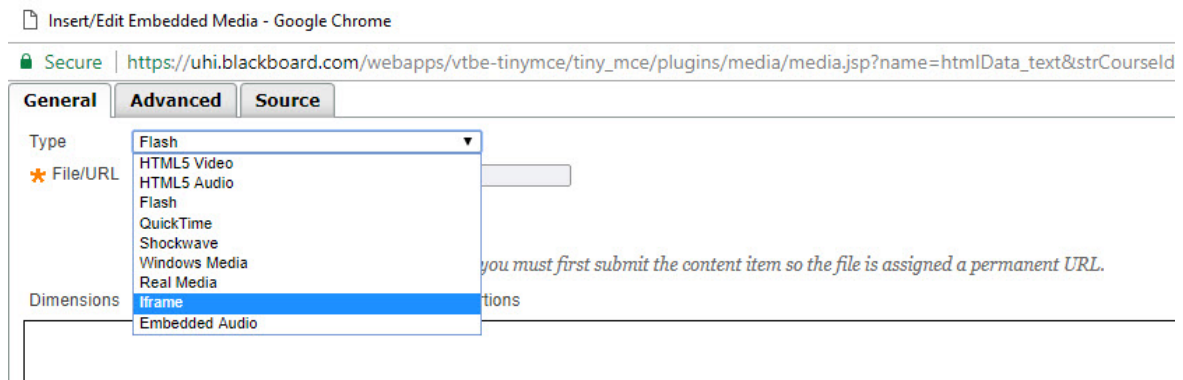 Insert/Edit Embedded Media - Google Chrome
Secure | https://uhi.blackboard.com/webapps/vtbe-tinymce/tiny_mce/plugins/media/media.jsp?name=htmlData_text&strCourseId
General Advanced Source
Type Flash
HTML5 Video
* File/URL HTML5 Audio
Flash
QuickTime
Shockwave
Windows Media you must first submit the content item so the file is assigned a permanent URL.
Real Media
Dimensions Iframe tions
Embedded Audio